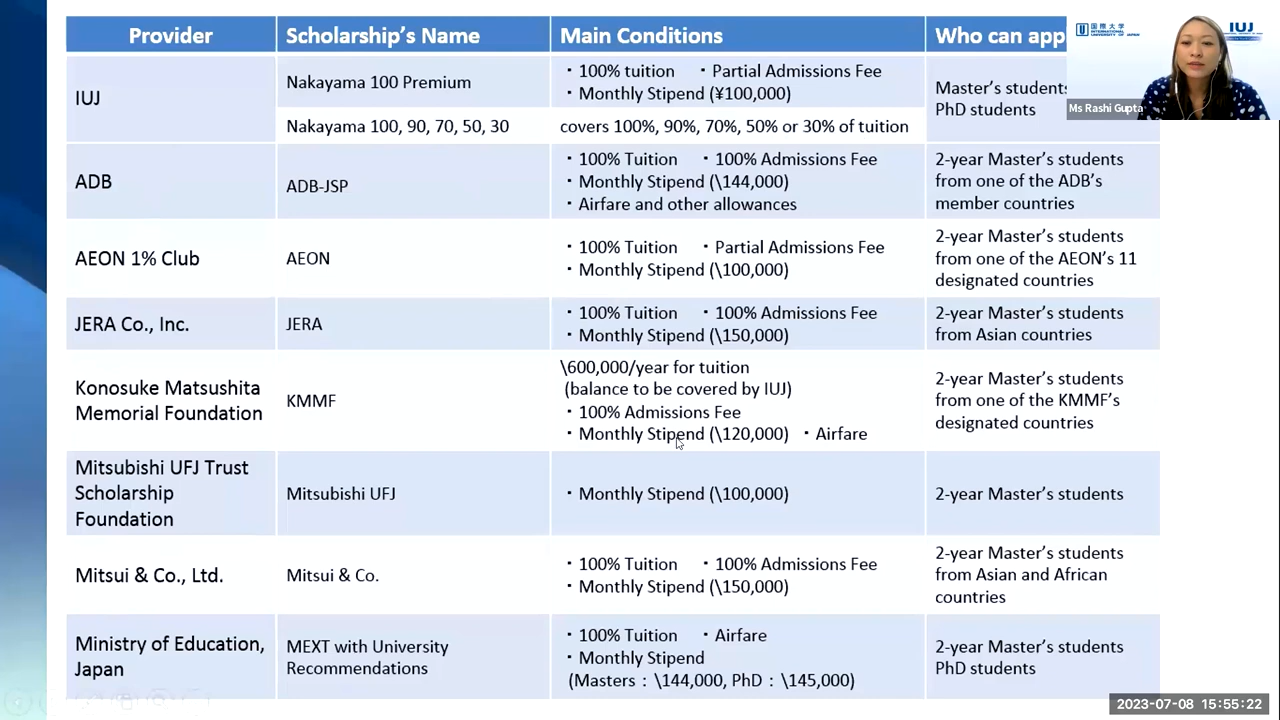 Provider
Scholarship's Name
Main Conditions
Who can app
国際大学
INTERNATIONAL
UNIVERSITY OF JAPAN
IUJ
Ms Rashi Gupta
IUJ
Nakayama 100 Premium
・100% tuition ・Partial Admissions Fee
・Monthly Stipend (¥100,000)
Master's students
PhD students
Nakayama 100, 90, 70, 50, 30
covers 100%, 90%, 70%, 50% or 30% of tuition
ADB
ADB-JSP
・100% Tuition ・100% Admissions Fee
・Monthly Stipend (\144,000)
・Airfare and other allowances
2-year Master's students
from one of the ADB's
member countries
AEON 1% Club
AEON
・100% Tuition ・Partial Admissions Fee
・Monthly Stipend (\100,000)
2-year Master's students
from one of the AEON's 11
designated countries
JERA Co., Inc.
JERA
・100% Tuition ・100% Admissions Fee
・Monthly Stipend (\150,000)
2-year Master's students
from Asian countries
Konosuke Matsushita
Memorial Foundation
KMMF
\600,000/year for tuition
(balance to be covered by IUJ)
・100% Admissions Fee
・Monthly Stipend (\120,000) ・Airfare
2-year Master's students
from one of the KMMF's
designated countries
Mitsubishi UFJ Trust
Scholarship
Foundation
Mitsubishi UFJ
・Monthly Stipend (\100,000)
2-year Master's students
Mitsui & Co., Ltd.
Mitsui & Co.
・100% Tuition ・100% Admissions Fee
・Monthly Stipend (\150,000)
2-year Master's students
from Asian and African
countries
Ministry of Education,
Japan
MEXT with University
Recommendations
・100% Tuition ・Airfare
・Monthly Stipend
(Masters : \144,000, PhD : \145,000)
2-year Master's students
PhD students
2023-07-08 15:55:22